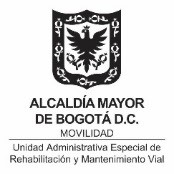 ALCALDÍA MAYOR
DE BOGOTÁ D.C.
MOVILIDAD
Unidad Administrativa Especial de
Rehabilitación y Mantenimiento Vial